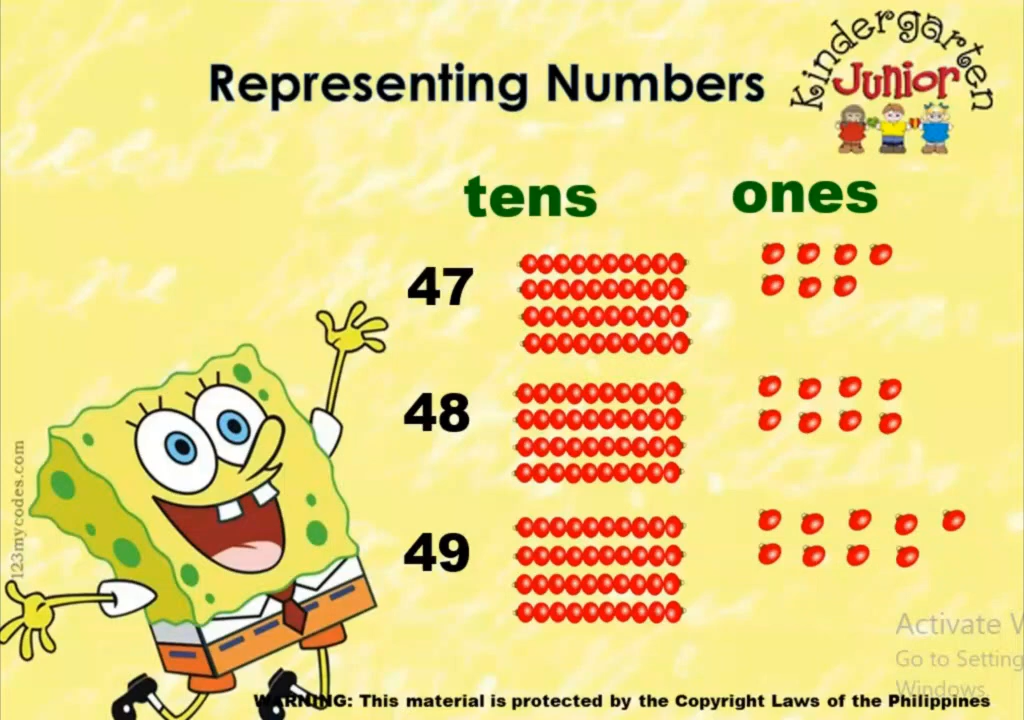 Kindergarten
Junior
Representing Numbers
tens ones
47
48
49
123mycodes.com
Activate
Go to Setting
Windows.
WARNING: This material is protected by the Copyright Laws of the Philippines